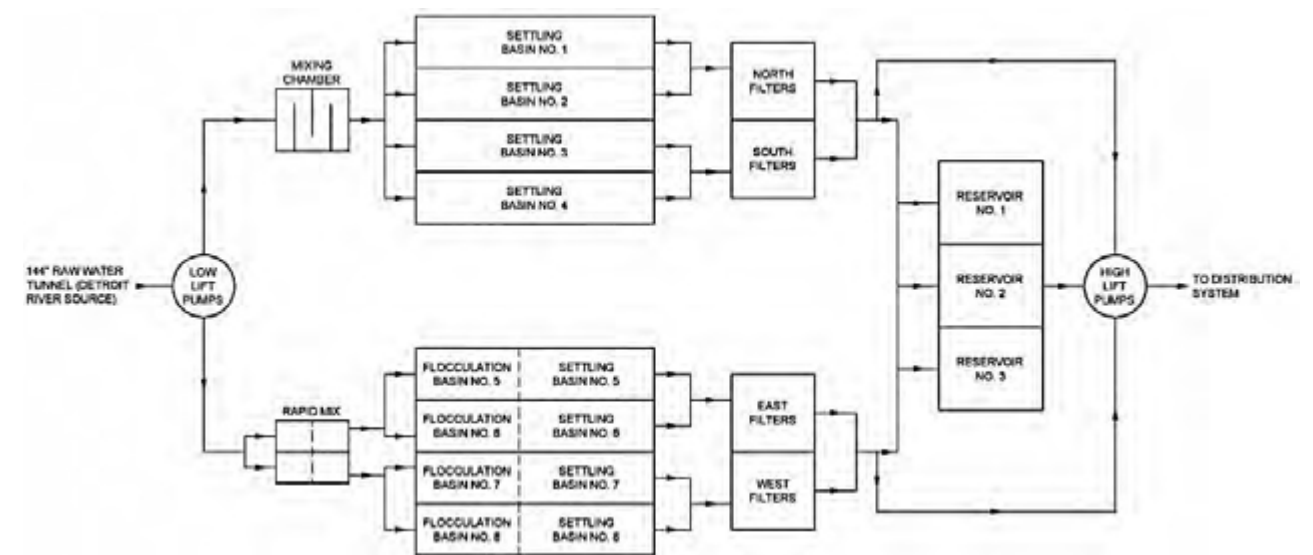 MIXING
CHAMBER
SETTLING
BASIN NO. 1
SETTLING
BASIN NO. 2
SETTLING
BASIN NO. 3
SETTLING
BASIN NO. 4
NORTH
FILTERS
SOUTH
FILTERS
RESERVOIR
NO. 1
RESERVOIR
NO. 2
RESERVOIR
NO. 3
144" RAW WATER
TUNNEL (DETROIT
RIVER SOURCE)
LOW
LIFT
PUMPS
HIGH
LIFT
PUMPS
TO DISTRIBUTION
SYSTEM
RAPID MIX
FLOCCULATION
BASIN NO. 5
SETTLING
BASIN NO. 5
FLOCCULATION
BASIN NO. 6
SETTLING
BASIN NO. 6
FLOCCULATION
BASIN NO. 7
SETTLING
BASIN NO. 7
FLOCCULATION
BASIN NO. 8
SETTLING
BASIN NO. 8
EAST
FILTERS
WEST
FILTERS